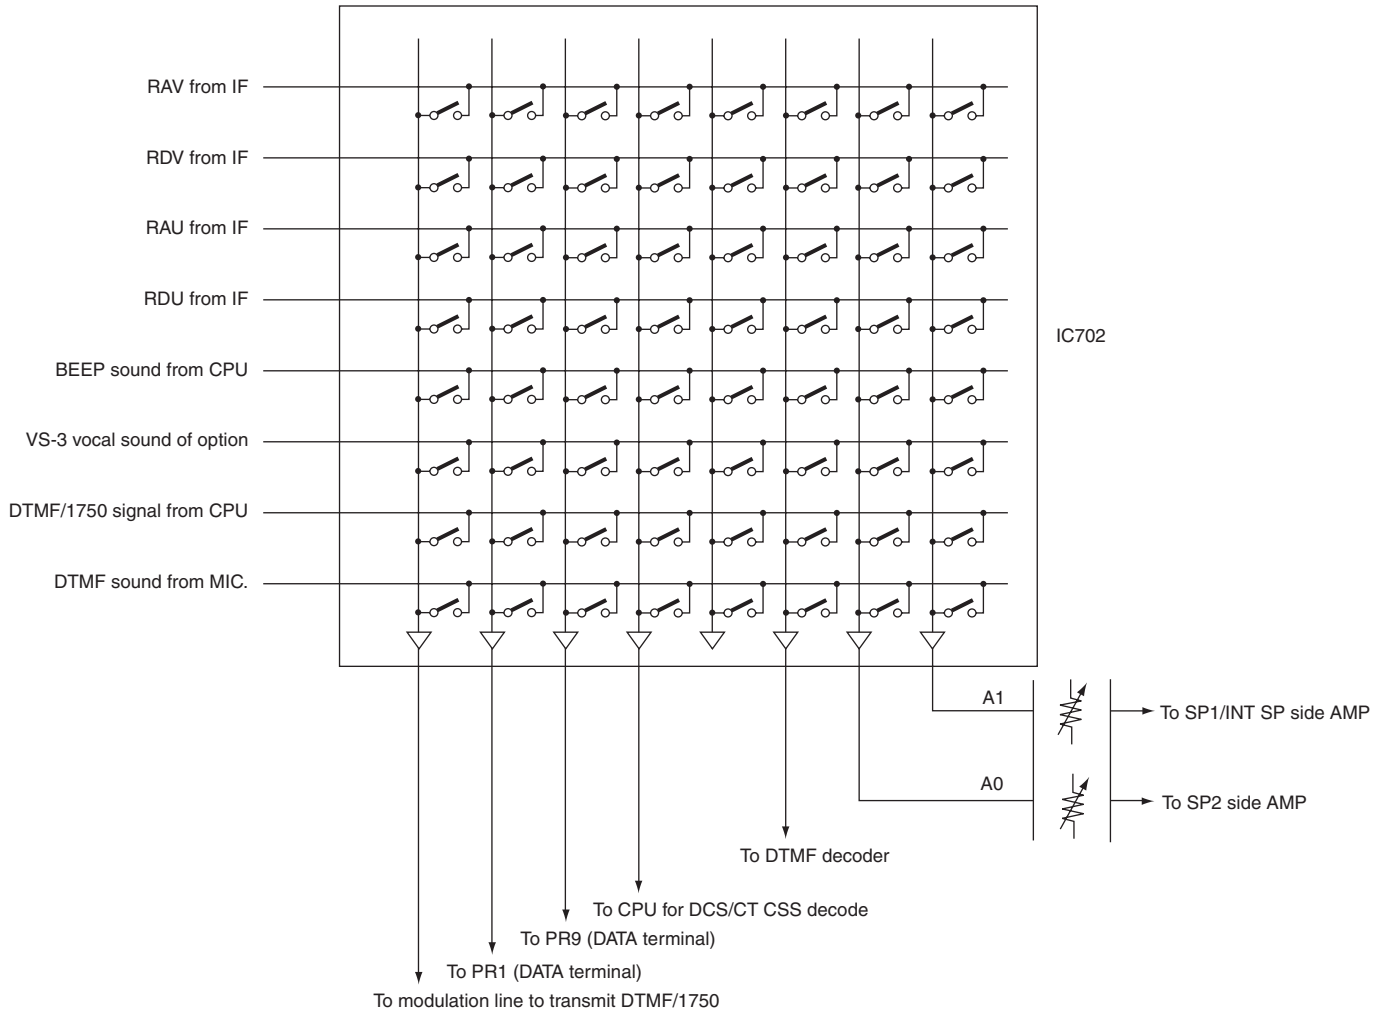 RAV from IF
RDV from IF
RAU from IF
RDU from IF
IC702
BEEP sound from CPU
VS-3 vocal sound of option
DTMF/1750 signal from CPU
DTMF sound from MIC.
A1
To SP1/INT SP side AMP
A0
To SP2 side AMP
To DTMF decoder
To CPU for DCS/CT CSS decode
To PR9 (DATA terminal)
To PR1 (DATA terminal)
To modulation line to transmit DTMF/1750